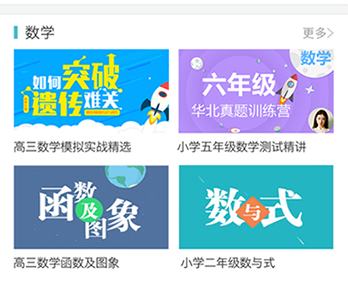 数学
更多>
如何突破
遗传难关
数学
六年级
华北真题训练营
高三数学模拟实战精选
小学五年级数学测试精讲
函数及图象
数与式
高三数学函数及图象
小学二年级数与式